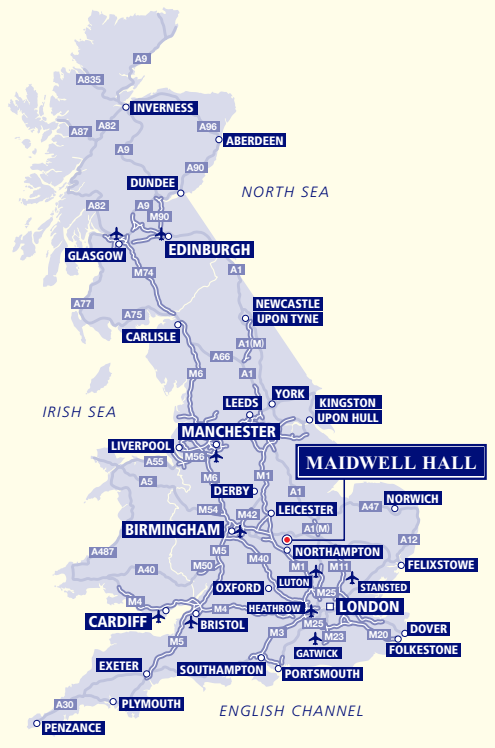 A9
A835
INVERNESS
A96
A82
A87
ABERDEEN
A9
A90
DUNDEE
NORTH SEA
A82
A9
M90
EDINBURGH
GLASGOW
A1
M74
A77
NEWCASTLE
UPON TYNE
A75
CARLISLE
A1(M)
A66
M6
A1
YORK
LEEDS
KINGSTON
UPON HULL
IRISH SEA
MANCHESTER
LIVERPOOL
M56
A55
MAIDWELL HALL
M6
M1
A5
DERBY
A1
NORWICH
A47
M54
M42
LEICESTER
BIRMINGHAM
A1(M)
A12
A487
M5
NORTHAMPTON
M40
M50
A40
M1
M11
FELIXSTOWE
LUTON
STANSTED
OXFORD
M25
M4
M4
HEATHROW
LONDON
CARDIFF
BRISTOL
M25
M3
M23
M20
DOVER
M5
GATWICK
FOLKESTONE
EXETER
SOUTHAMPTON
PORTSMOUTH
A30
PLYMOUTH
ENGLISH CHANNEL
PENZANCE